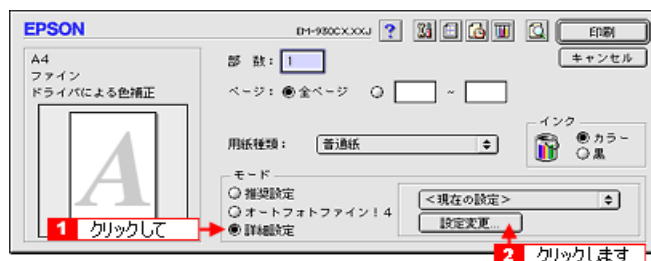 EPSON
EM-930CX.XXJ
?
印刷
キャンセル
A4
ファイン
ドライバによる色補正
A
部 数: 1
ページ: 全ページ ~
用紙種類: 普通紙
インク
カラー
黒
モード
推奨設定
オートフォトファイン!4
詳細設定
<現在の設定>
設定変更...
1 クリックして
2 クリックします